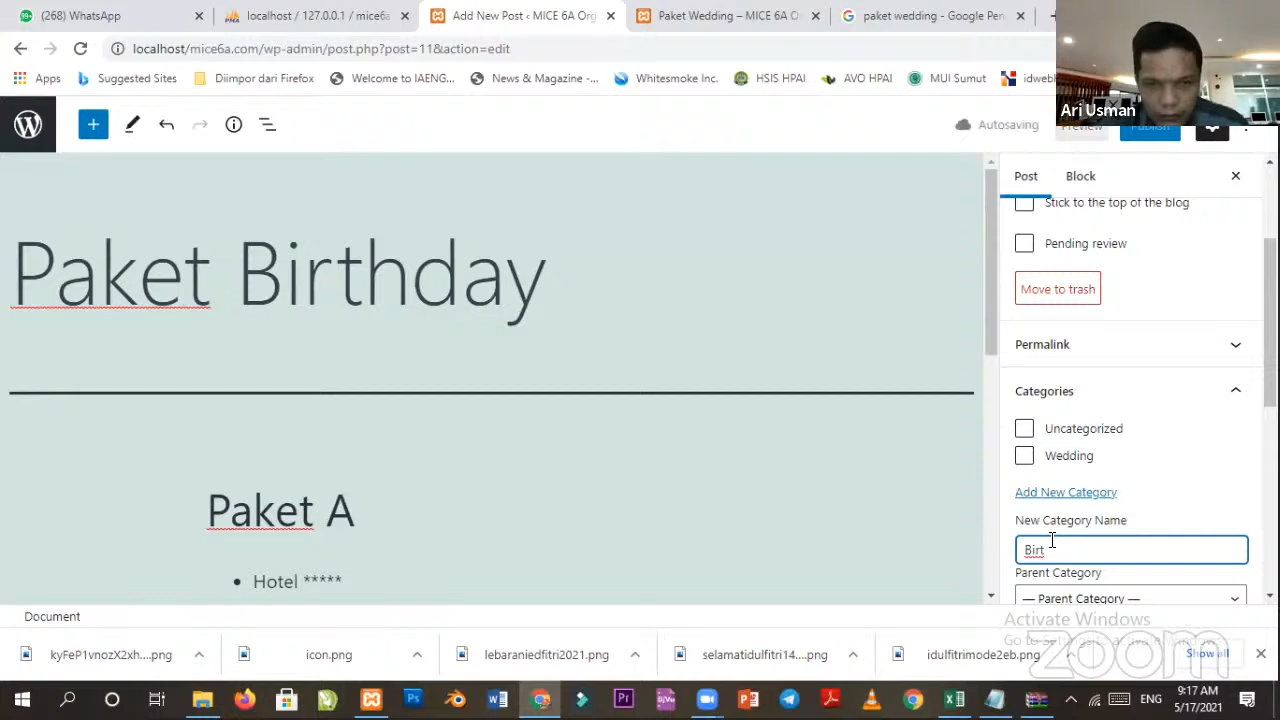 (268) WhatsApp
localhost / 127.0.0.1 / mice6a
Add New Post ‹ MICE 6A Org
Paket Wedding – MICE 6A O
paket wedding - Google Pen
localhost/mice6a.com/wp-admin/post.php?post=11&action=edit
Apps
Suggested Sites
Diimpor dari Firefox
Welcome to IAENG...
News & Magazine -...
Whitesmoke Inc.
HSIS HPAI
AVO HPAI
MUI Sumut
idwebh
Ari Usman
Autosaving
Preview
Publish
Post
Block
Stick to the top of the blog
Pending review
Move to trash
Permalink
Categories
Uncategorized
Wedding
Add New Category
New Category Name
Birt
Parent Category
— Parent Category —
Paket Birthday
Paket A
Hotel *****
Document
Activate Windows
zoom
kyFeP1vnozX2xh....png
icon.png
lebaraniedfitri2021.png
selamatidulfitri14....png
idulfitrimode2eb.png
Show all
ENG
9:17 AM
5/17/2021